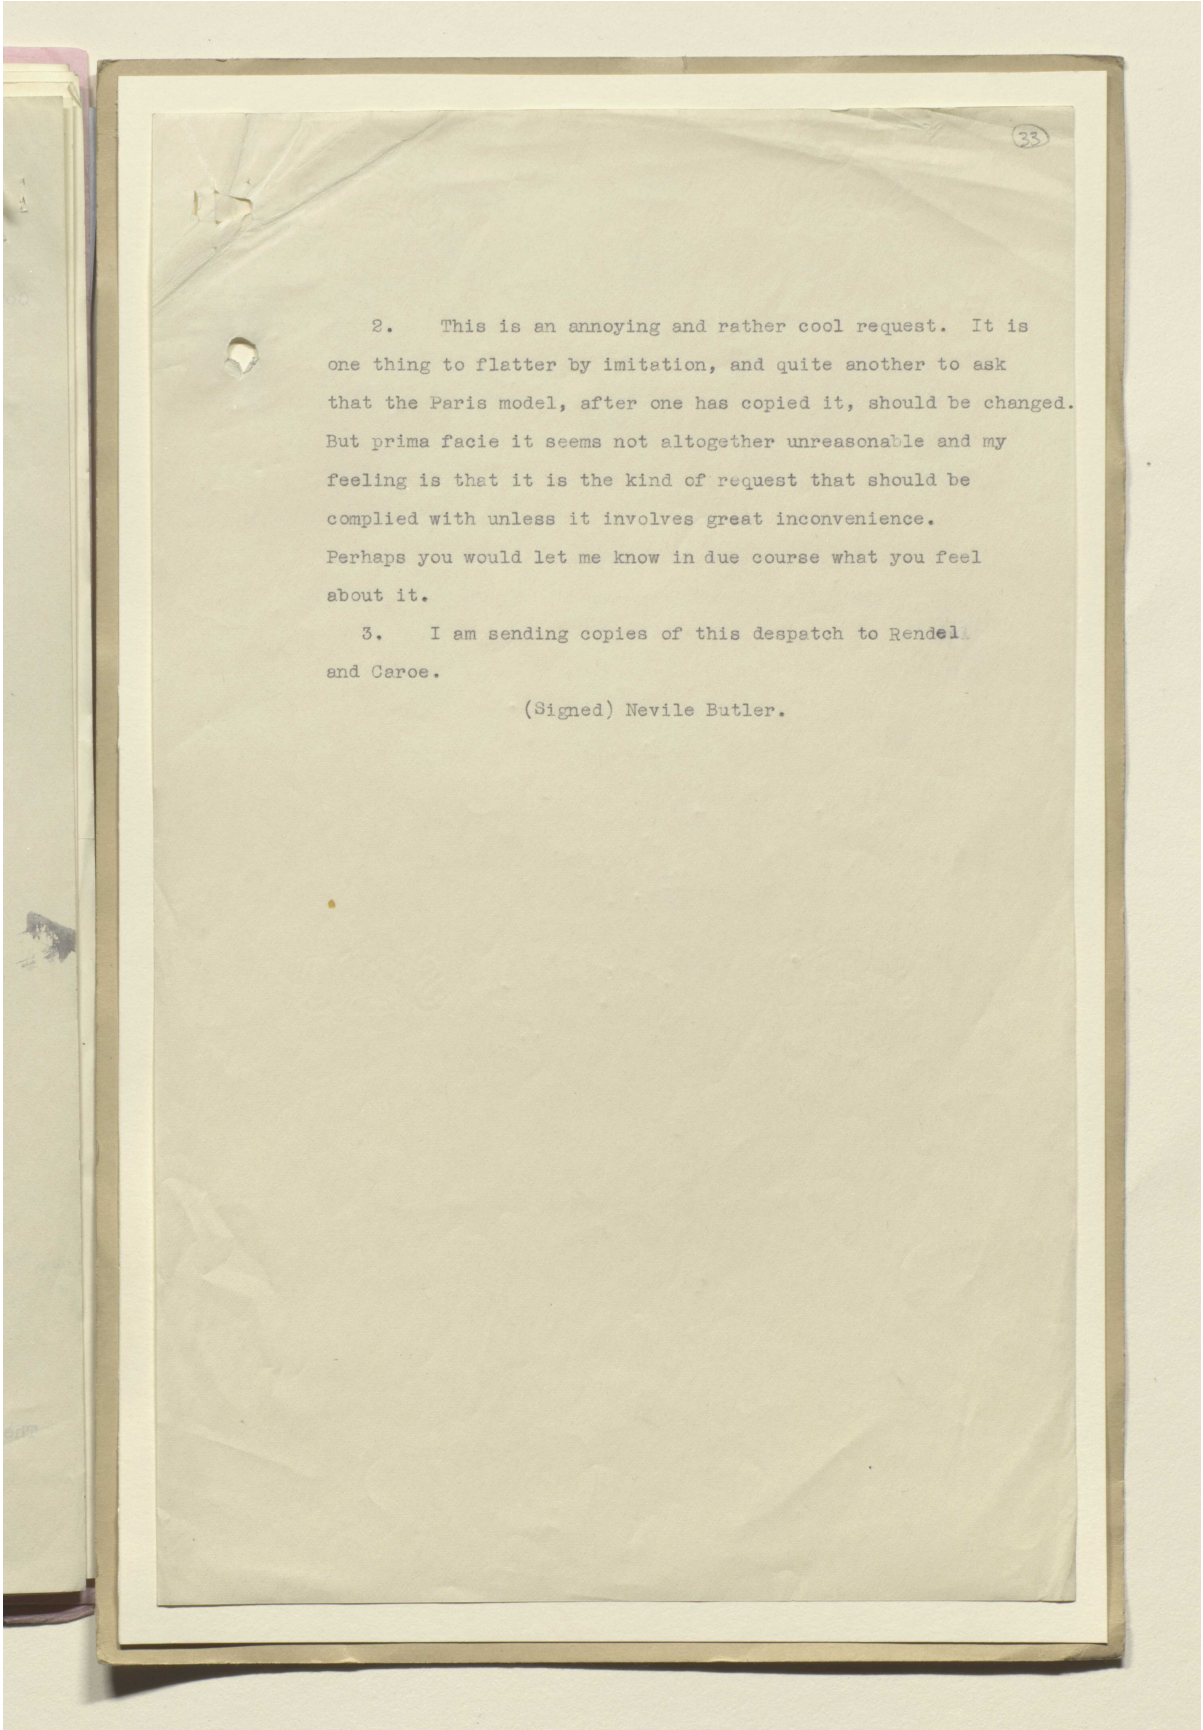 33
2. This is an annoying and rather cool request. It is
one thing to flatter by imitation, and quite another to ask
that the Paris model, after one has copied it, should be changed.
But prima facie it seems not altogether unreasonable and my
feeling is that it is the kind of request that should be
complied with unless it involves great inconvenience.
Perhaps you would let me know in due course what you feel
about it.
3. I am sending copies of this despatch to Rendel
and Caroe.
(Signed) Nevile Butler.